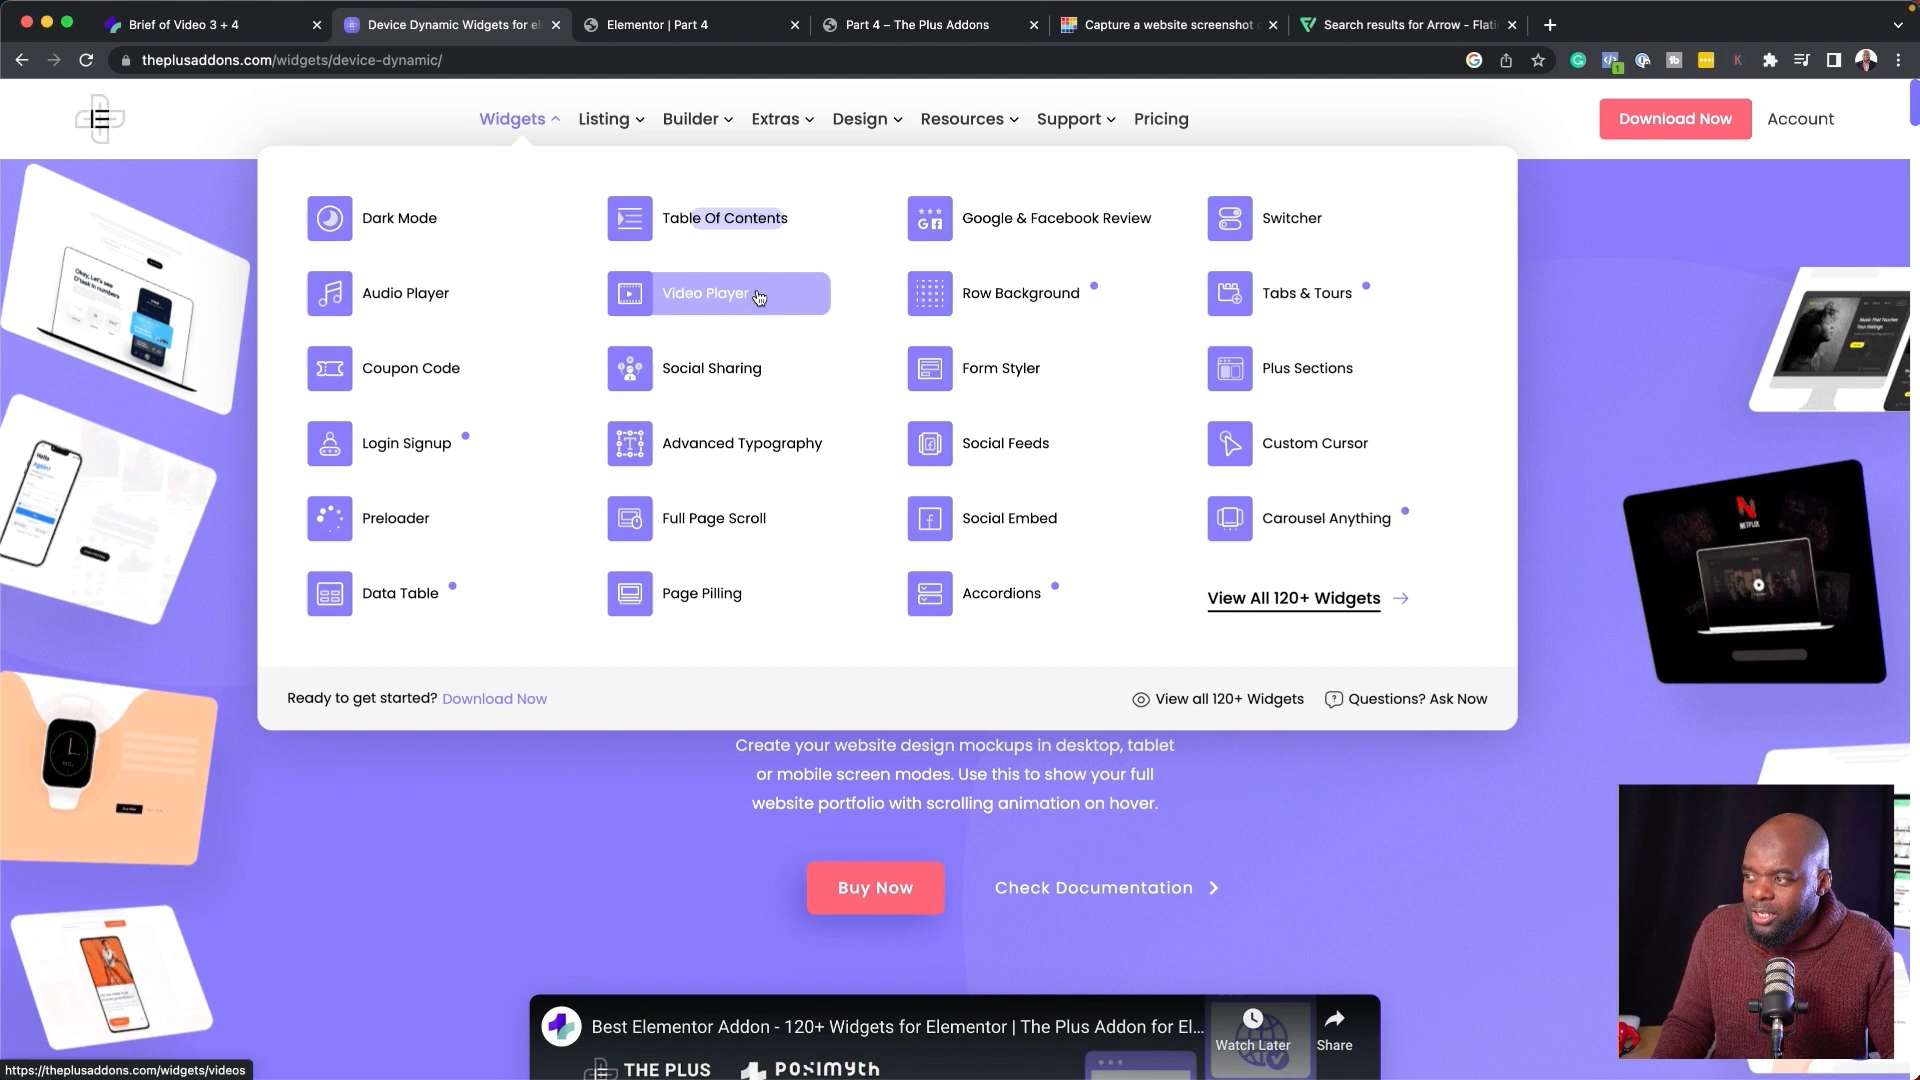 Brief of Video 3 + 4
Device Dynamic Widgets for el
Elementor | Part 4
Part 4 – The Plus Addons
Capture a website screenshot
Search results for Arrow - Flati
theplusaddons.com/widgets/device-dynamic/
Widgets
Listing
Builder
Extras
Design
Resources
Support
Pricing
Download Now
Account
Dark Mode
Table Of Contents
Google & Facebook Review
Switcher
Audio Player
Video Player
Row Background
Tabs & Tours
Coupon Code
Social Sharing
Form Styler
Plus Sections
Login Signup
Advanced Typography
Social Feeds
Custom Cursor
Preloader
Full Page Scroll
Social Embed
Carousel Anything
Data Table
Page Pilling
Accordions
View All 120+ Widgets
Ready to get started? Download Now
View all 120+ Widgets
Questions? Ask Now
Create your website design mockups in desktop, tablet
or mobile screen modes. Use this to show your full
website portfolio with scrolling animation on hover.
Buy Now
Check Documentation
Best Elementor Addon - 120+ Widgets for Elementor | The Plus Addon for El...
Watch Later
Share
THE PLUS
POSIMYTH
NETFLIX
https://theplusaddons.com/widgets/videos